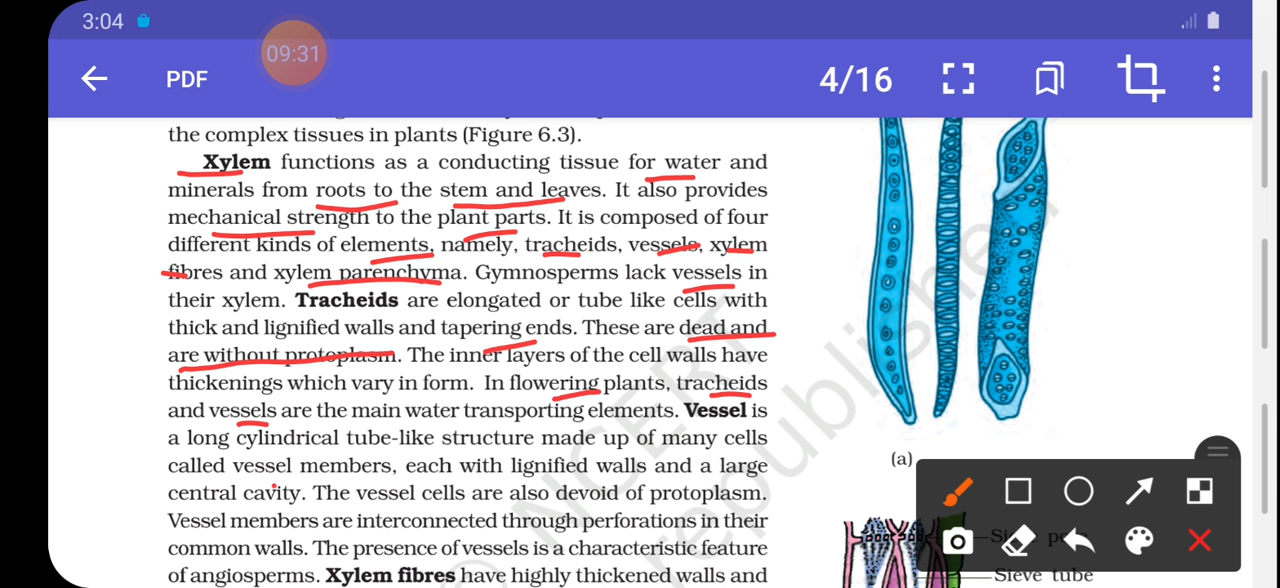 3:04
09:31
PDF
4/16
the complex tissues in plants (Figure 6.3).
Xylem functions as a conducting tissue for water and
minerals from roots to the stem and leaves. It also provides
mechanical strength to the plant parts. It is composed of four
different kinds of elements, namely, tracheids, vessels, xylem
fibres and xylem parenchyma. Gymnosperms lack vessels in
their xylem. Tracheids are elongated or tube like cells with
thick and lignified walls and tapering ends. These are dead and
are without protoplasm. The inner layers of the cell walls have
thickenings which vary in form. In flowering plants, tracheids
and vessels are the main water transporting elements. Vessel is
a long cylindrical tube-like structure made up of many cells
called vessel members, each with lignified walls and a large
central cavity. The vessel cells are also devoid of protoplasm.
Vessel members are interconnected through perforations in their
common walls. The presence of vessels is a characteristic feature
of angiosperms. Xylem fibres have highly thickened walls and
(a)
Sieve tube
© NCERT
republished